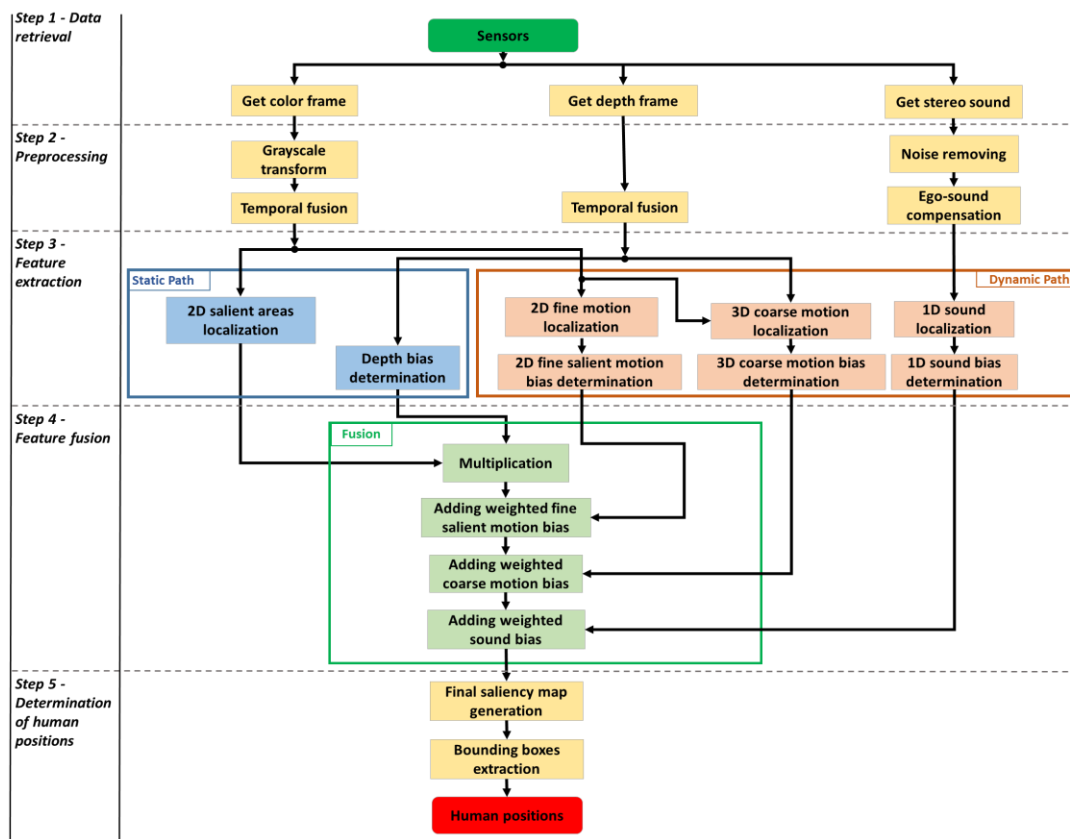 Step 1 - Data
retrieval
Sensors
Get color frame
Get depth frame
Get stereo sound
Step 2 -
Preprocessing
Grayscale
transform
Noise removing
Temporal fusion
Temporal fusion
Ego-sound
compensation
Step 3 -
Feature
extraction
Static Path
Dynamic Path
2D salient areas
localization
2D fine motion
localization
3D coarse motion
localization
1D sound
localization
Depth bias
determination
2D fine salient motion
bias determination
3D coarse motion bias
determination
1D sound bias
determination
Step 4 -
Feature fusion
Fusion
Multiplication
Adding weighted fine
salient motion bias
Adding weighted
coarse motion bias
Adding weighted
sound bias
Step 5 -
Determination
of human
positions
Final saliency map
generation
Bounding boxes
extraction
Human positions